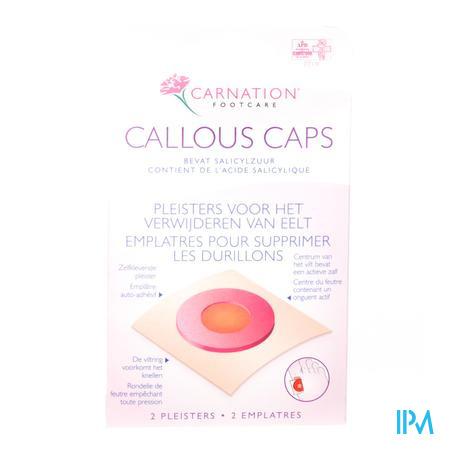 CARNATION®
FOOTCARE
CALLOUS CAPS
BEVAT SALICYLZUUR
CONTIENT DE L'ACIDE SALICYLIQUE
PLEISTERS VOOR HET
VERWIJDEREN VAN EELT
EMPLATRES POUR SUPPRIMER
LES DURILLONS
Zelfklevende
pleister
Emplâtre
auto-adhésif
Centrum van
het vilt bevat
een actieve zalf
Centre du feutre
contenant un
onguent actif
De viltring
voorkomt het
knellen
Rondelle de
feutre empêchant
toute pression
2 PLEISTERS • 2 EMPLATRES
IPM